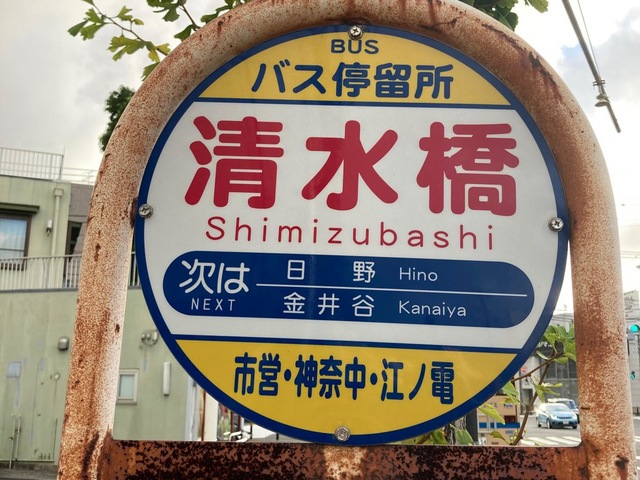 BUS
バス停留所
清水橋
Shimizubashi
次は 日野 Hino
NEXT 金井谷 Kanaiya
市営・神奈中・江ノ電